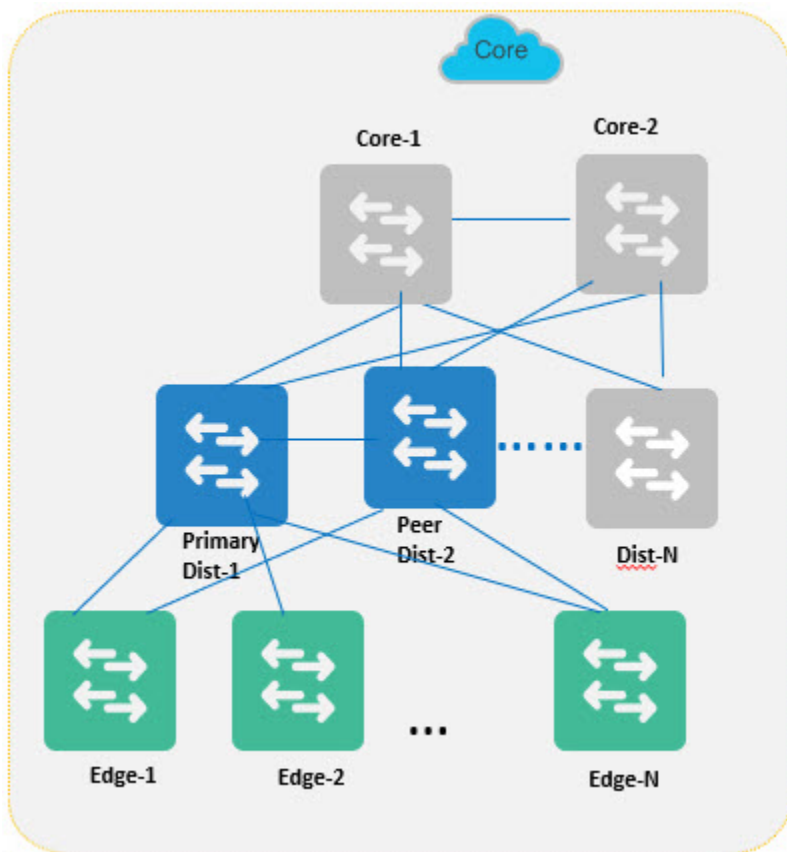 Core
Core-1
Core-2
Primary
Dist-1
Peer
Dist-2
Dist-N
...
Edge-1
Edge-2
Edge-N